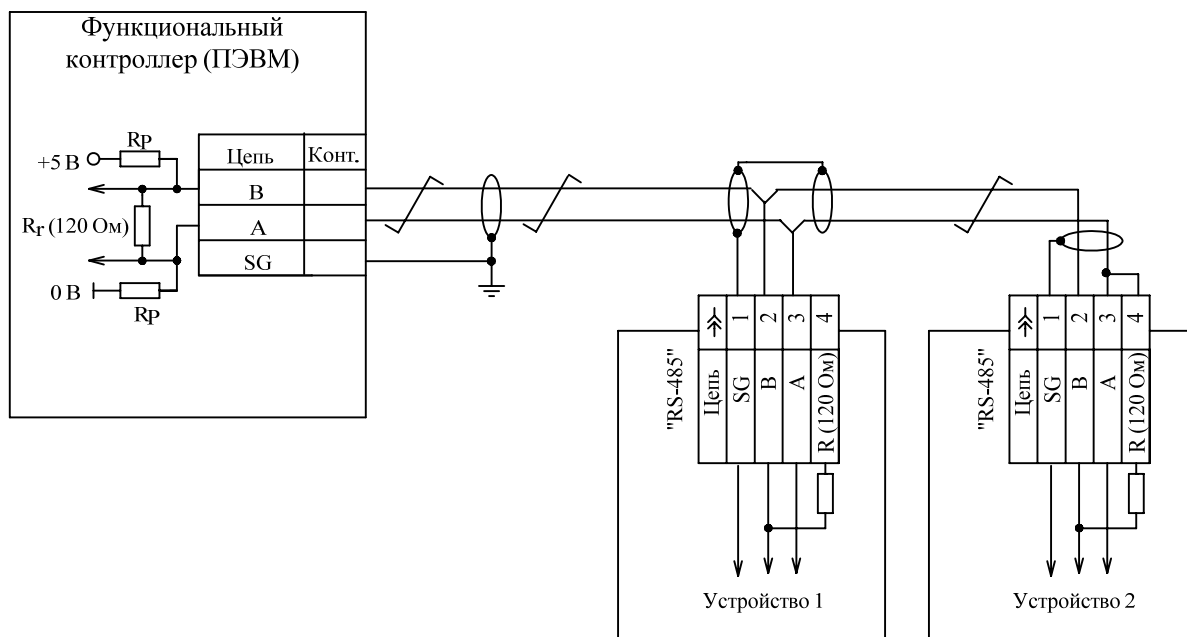 Функциональный
контроллер (ПЭВМ)
RP
+5 В
Цепь Конт.
В
Rr (120 Ом)
А
SG
0 В
RP
"RS-485"
Цепь
SG 1
В 2
А 3
R (120 Ом) 4
Устройство 1
"RS-485"
Цепь
SG 1
В 2
А 3
R (120 Ом) 4
Устройство 2